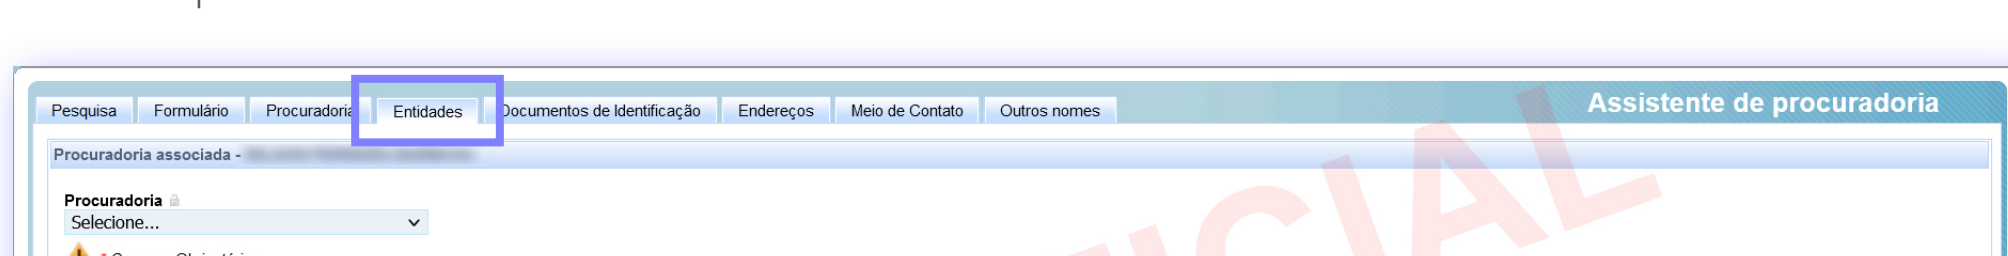 Assistente de procuradoria
Pesquisa Formulário Procuradoria Entidades Documentos de Identificação Endereços Meio de Contato Outros nomes
Procuradoria associada -
Procuradoria
Selecione...